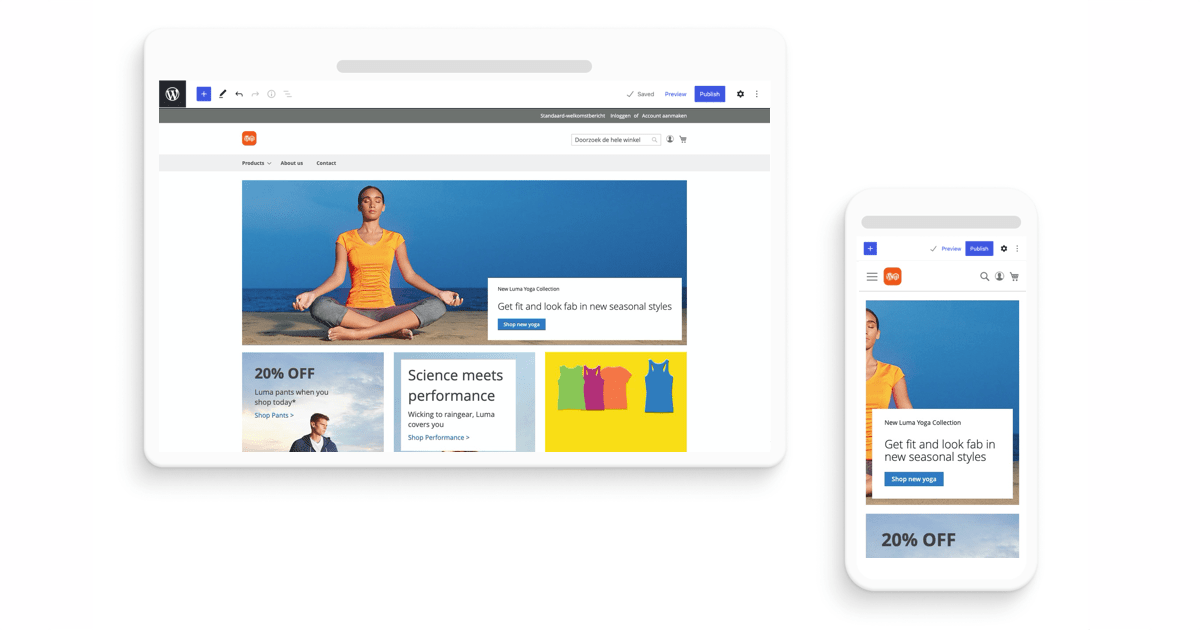 Saved Preview Publish
Standaard-welkomstbericht Inloggen of Account aanmaken
Doorzoek de hele winkel
Products About us Contact
New Luma Yoga Collection
Get fit and look fab in new seasonal styles
Shop new yoga
20% OFF
Luma pants when you
shop today*
Shop Pants >
Science meets
performance
Wicking to raingear, Luma
covers you
Shop Performance >
Preview Publish
New Luma Yoga Collection
Get fit and look fab in
new seasonal styles
Shop new yoga
20% OFF